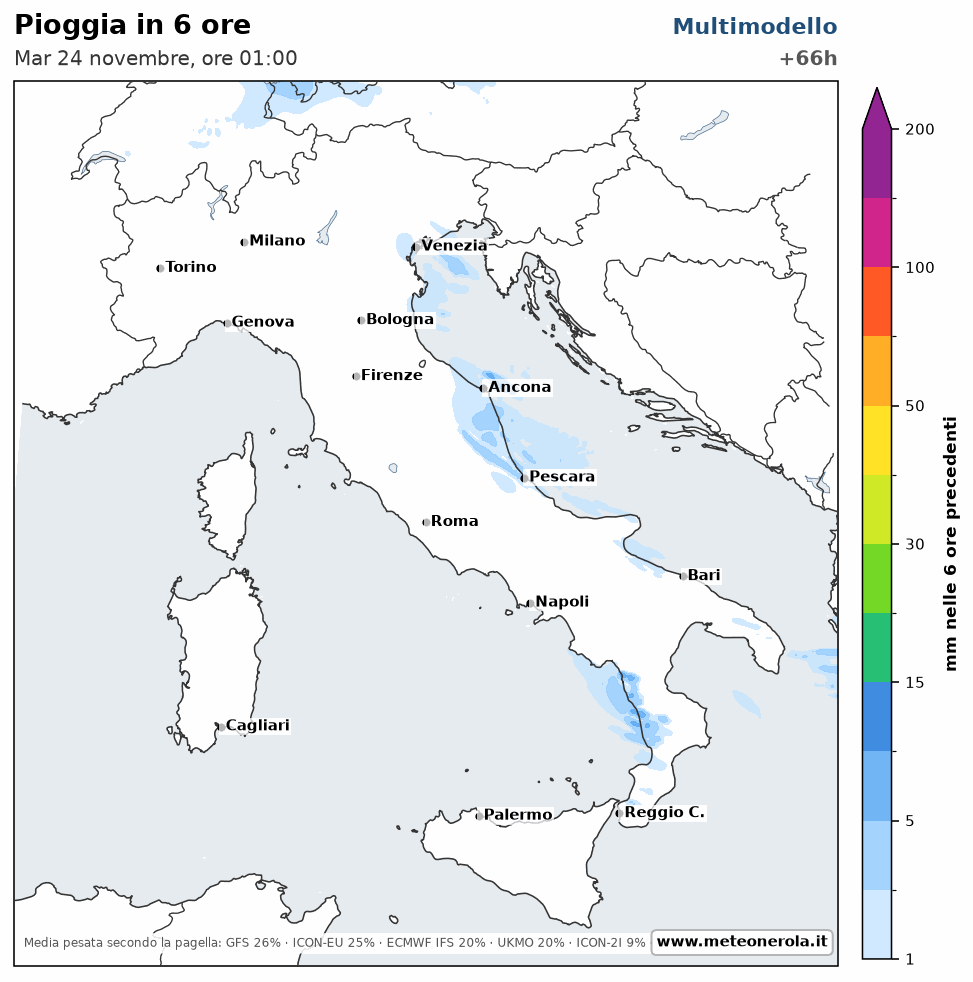 Pioggia in 6 ore
Multimodello
Mar 24 novembre, ore 01:00
+66h
Milano
Venezia
Torino
Genova
Bologna
Firenze
Ancona
Pescara
Roma
Bari
Napoli
Cagliari
Palermo
Reggio C.
200
100
50
30
15
5
1
mm nelle 6 ore precedenti
Media pesata secondo la pagella: GFS 26% · ICON-EU 25% · ECMWF IFS 20% · UKMO 20% · ICON-2I 9%
www.meteonerola.it